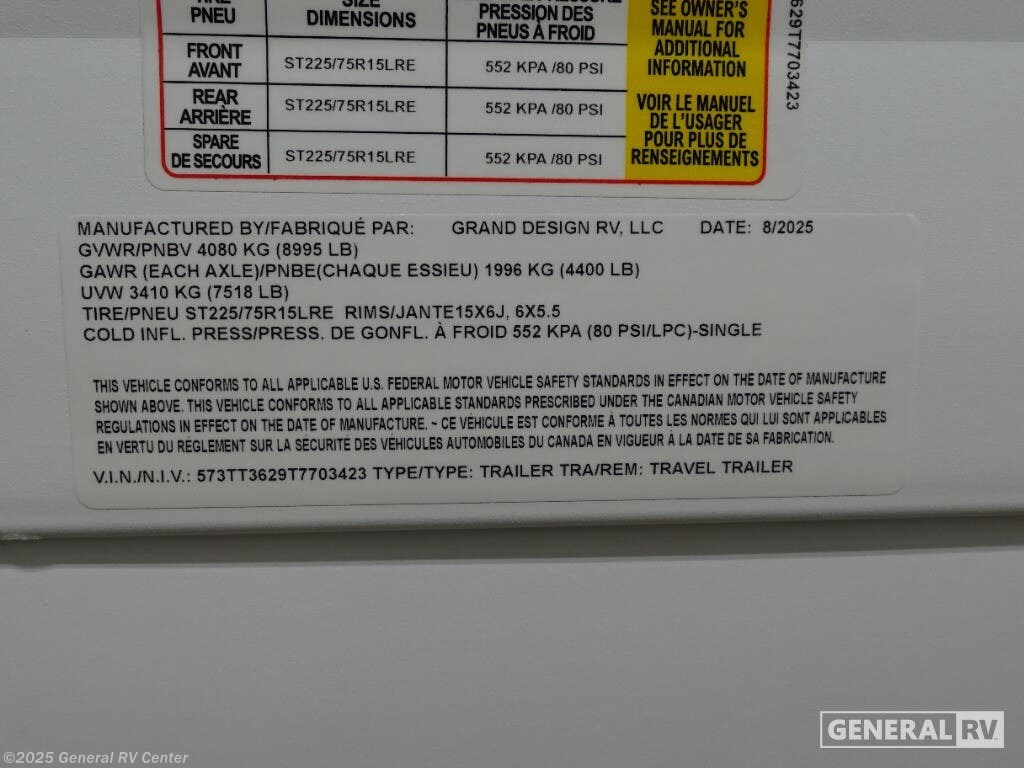 TIRE SIZE
PNEU DIMENSIONS PRESSION DES
PNEUS À FROID
FRONT
AVANT ST225/75R15LRE 552 KPA /80 PSI
REAR
ARRIÈRE ST225/75R15LRE 552 KPA /80 PSI
SPARE
DE SECOURS ST225/75R15LRE 552 KPA /80 PSI
SEE OWNER'S
MANUAL FOR
ADDITIONAL
INFORMATION
VOIR LE MANUEL
DE L'USAGER
POUR PLUS DE
RENSEIGNEMENTS
629T7703423
MANUFACTURED BY/FABRIQUÉ PAR: GRAND DESIGN RV, LLC DATE: 8/2025
GVWR/PNBV 4080 KG (8995 LB)
GAWR (EACH AXLE)/PNBE(CHAQUE ESSIEU) 1996 KG (4400 LB)
UVW 3410 KG (7518 LB)
TIRE/PNEU ST225/75R15LRE RIMS/JANTE15X6J, 6X5.5
COLD INFL. PRESS/PRESS. DE GONFL. À FROID 552 KPA (80 PSI/LPC)-SINGLE
THIS VEHICLE CONFORMS TO ALL APPLICABLE U.S. FEDERAL MOTOR VEHICLE SAFETY STANDARDS IN EFFECT ON THE DATE OF MANUFACTURE
SHOWN ABOVE. THIS VEHICLE CONFORMS TO ALL APPLICABLE STANDARDS PRESCRIBED UNDER THE CANADIAN MOTOR VEHICLE SAFETY
REGULATIONS IN EFFECT ON THE DATE OF MANUFACTURE. ~ CE VÉHICULE EST CONFORME À TOUTES LES NORMES QUI LUI SONT APPLICABLES
EN VERTU DU RÉGLEMENT SUR LA SÉCURITÉ DES VÉHICULES AUTOMOBILES DU CANADA EN VIGUEUR À LA DATE DE SA FABRICATION.
V.I.N./N.I.V.: 573TT3629T7703423 TYPE/TYPE: TRAILER TRA/REM: TRAVEL TRAILER
GENERAL RV
©2025 General RV Center